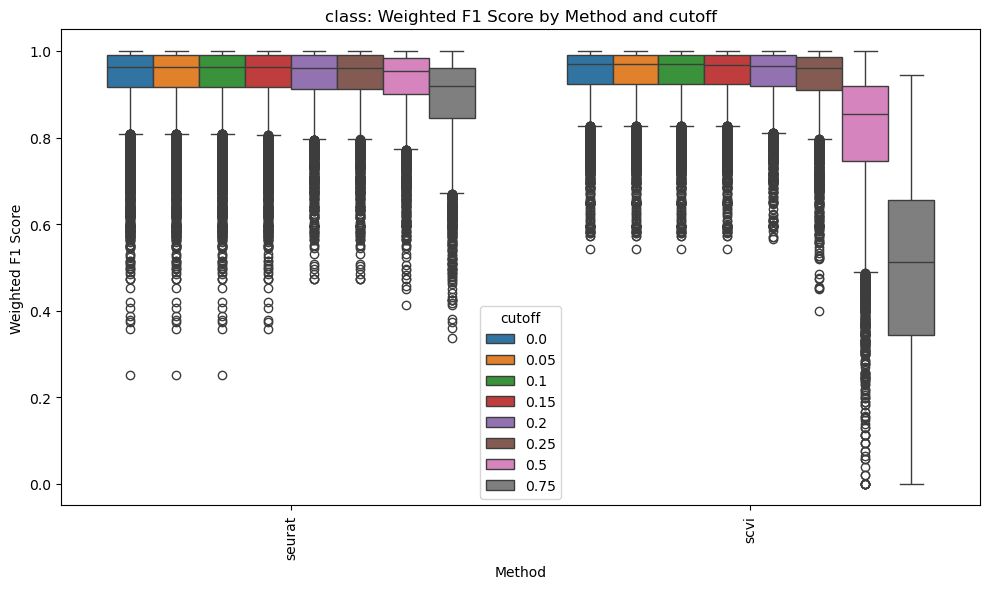 class: Weighted F1 Score by Method and cutoff
Weighted F1 Score
1.0
0.8
0.6
0.4
0.2
0.0
cutoff
0.0
0.05
0.1
0.15
0.2
0.25
0.5
0.75
seurat
scvi
Method